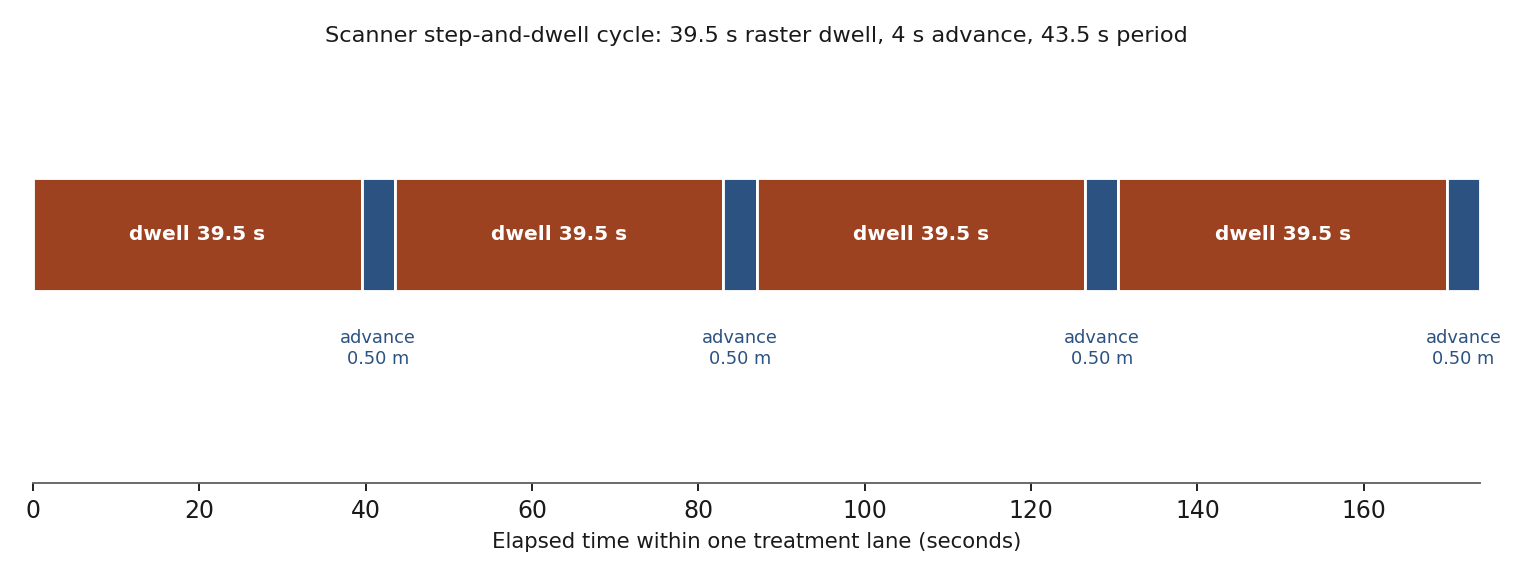 Scanner step-and-dwell cycle: 39.5 s raster dwell, 4 s advance, 43.5 s period
dwell 39.5 s
dwell 39.5 s
dwell 39.5 s
dwell 39.5 s
advance
0.50 m
advance
0.50 m
advance
0.50 m
advance
0.50 m
0
20
40
60
80
100
120
140
160
Elapsed time within one treatment lane (seconds)